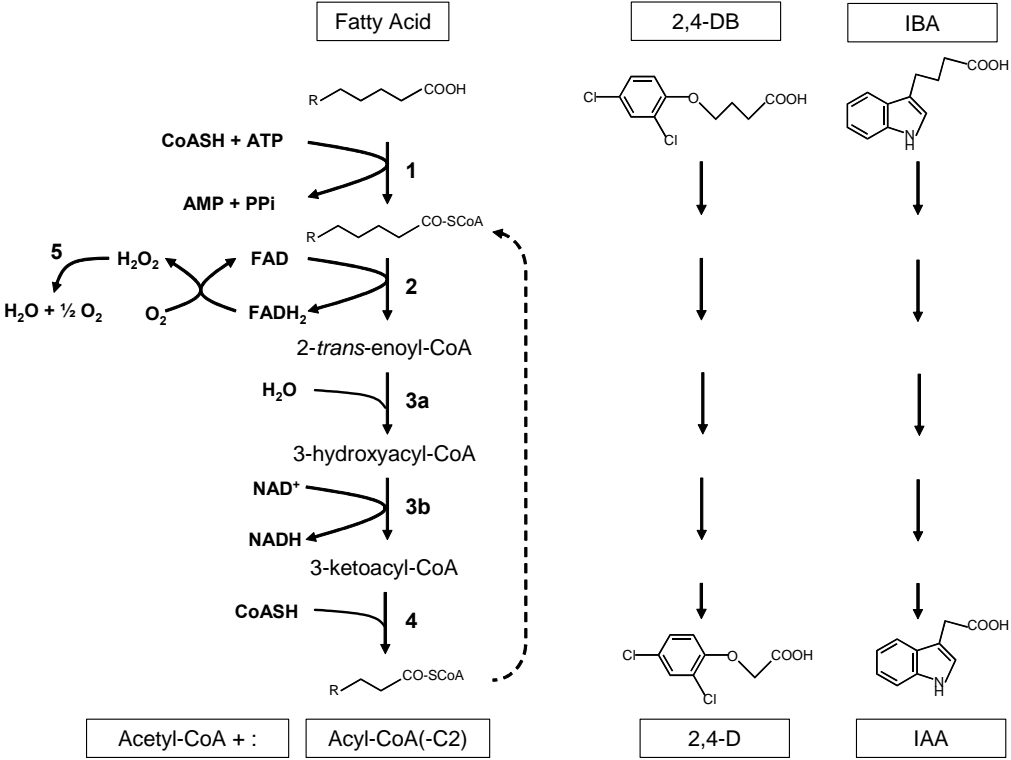 Fatty Acid
2,4-DB
IBA
R
COOH
Cl
O
COOH
Cl
COOH
N
H
CoASH + ATP
1
AMP + PPi
R
CO-SCoA
5
H₂O₂
FAD
2
H₂O + ½ O₂
O₂
FADH₂
2-trans-enoyl-CoA
H₂O
3a
3-hydroxyacyl-CoA
NAD⁺
3b
NADH
3-ketoacyl-CoA
CoASH
4
R
CO-SCoA
Cl
O
COOH
Cl
COOH
N
H
Acetyl-CoA + :
Acyl-CoA(-C2)
2,4-D
IAA